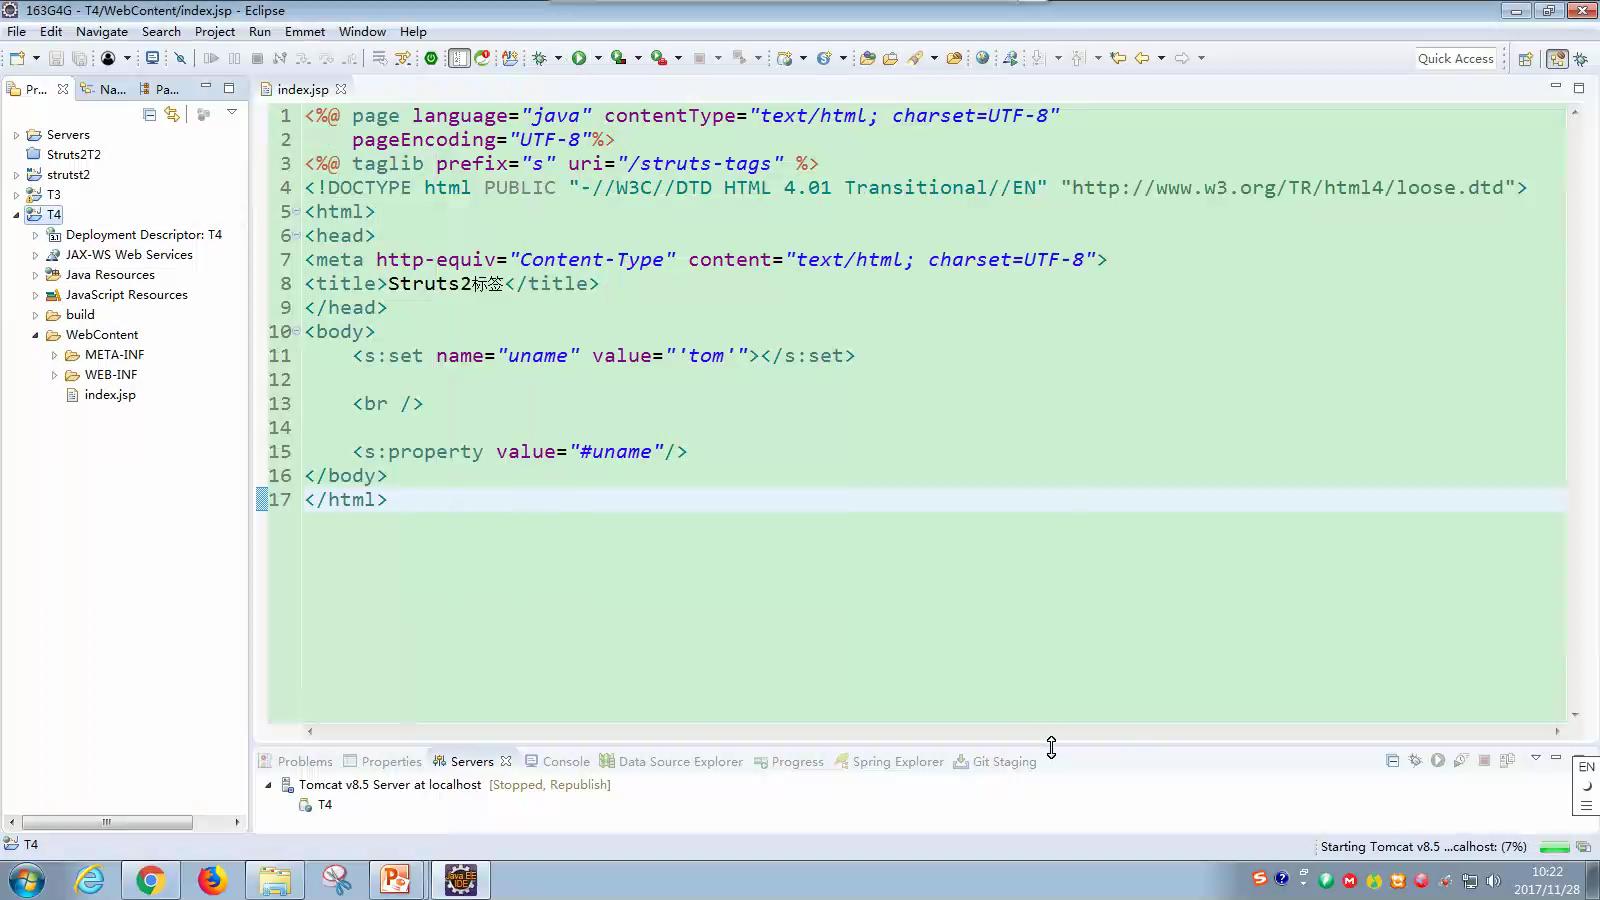 163G4G - T4/WebContent/index.jsp - Eclipse
File Edit Navigate Search Project Run Emmet Window Help
Quick Access
Pr... Na... Pa...
index.jsp
Servers
Struts2T2
strutst2
T3
T4
Deployment Descriptor: T4
JAX-WS Web Services
Java Resources
JavaScript Resources
build
WebContent
META-INF
WEB-INF
index.jsp
1 <%@ page language="java" contentType="text/html; charset=UTF-8"
2 pageEncoding="UTF-8"%>
3 <%@ taglib prefix="s" uri="/struts-tags" %>
4 <!DOCTYPE html PUBLIC "-//W3C//DTD HTML 4.01 Transitional//EN" "http://www.w3.org/TR/html4/loose.dtd">
5 <html>
6 <head>
7 <meta http-equiv="Content-Type" content="text/html; charset=UTF-8">
8 <title>Struts2标签</title>
9 </head>
10 <body>
11 <s:set name="uname" value="'tom'"></s:set>
12
13 <br />
14
15 <s:property value="#uname"/>
16 </body>
17 </html>
Problems Properties Servers Console Data Source Explorer Progress Spring Explorer Git Staging
Tomcat v8.5 Server at localhost [Stopped, Republish]
T4
EN
T4
Starting Tomcat v8.5 ...calhost: (7%)
Java EE
IDE
10:22
2017/11/28